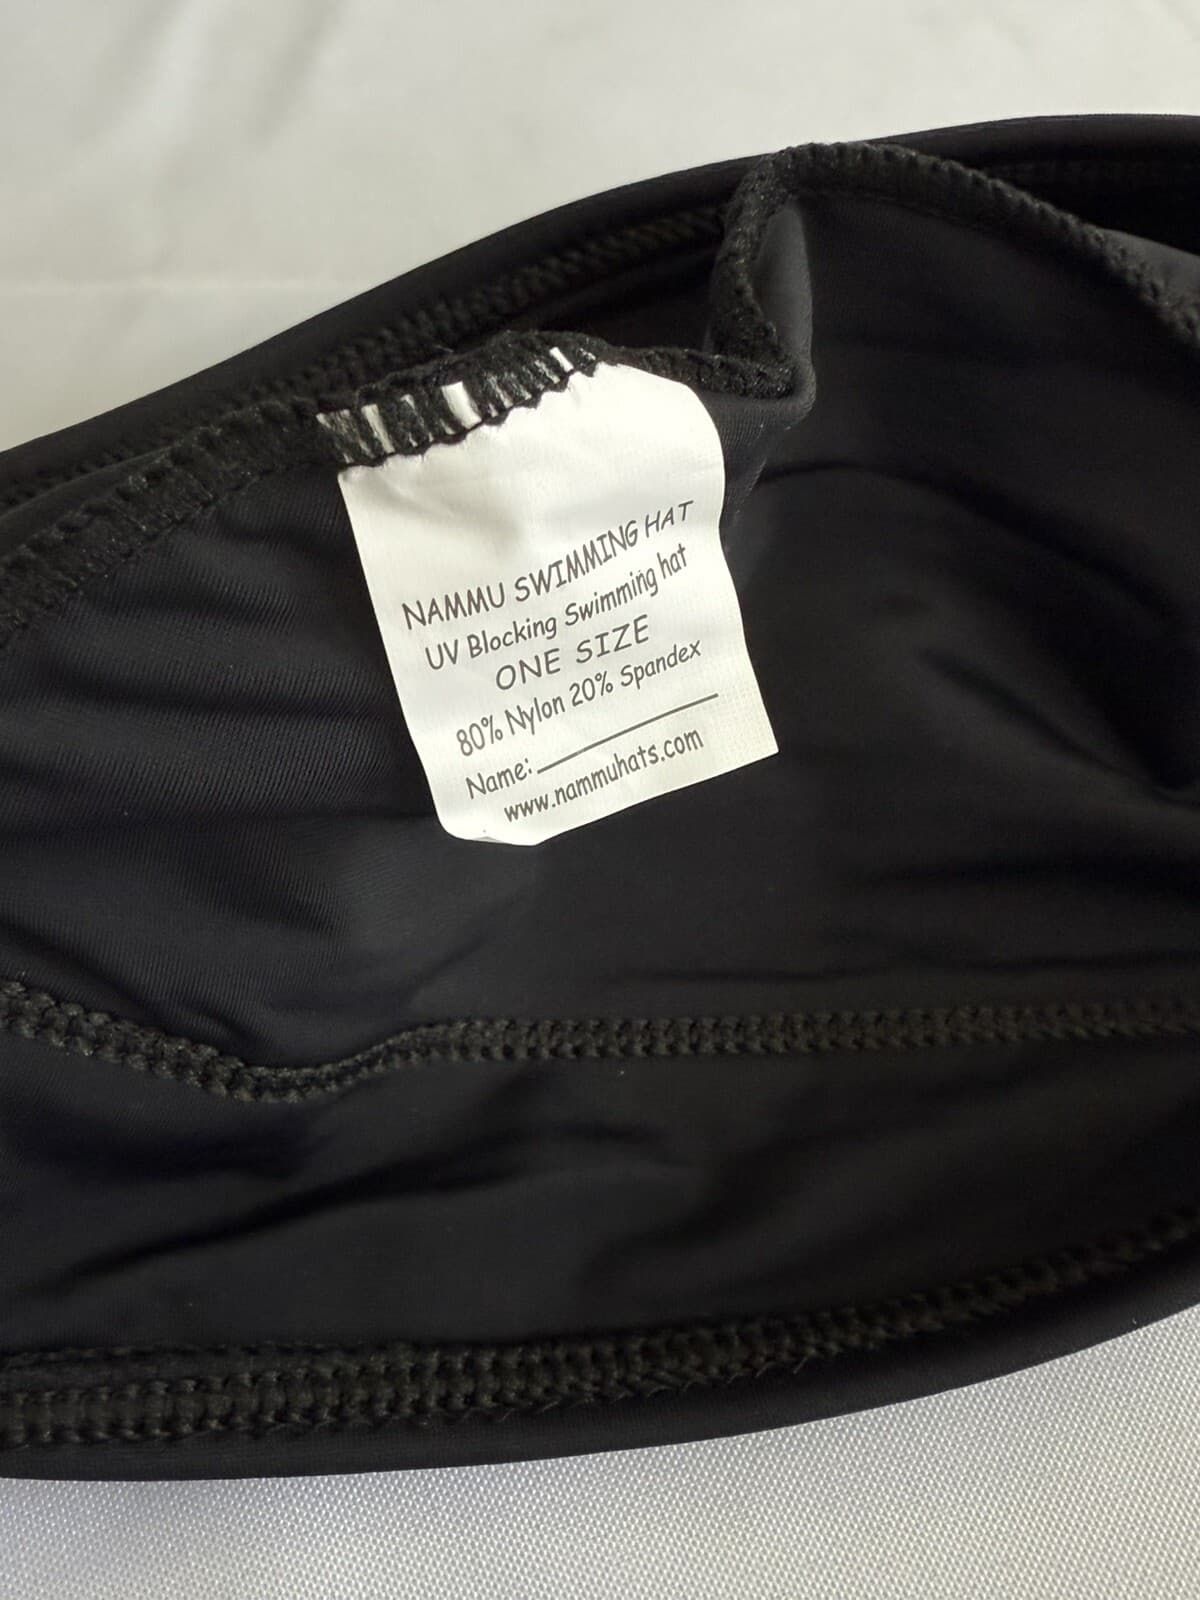 NAMMU SWIMMING HAT
UV Blocking Swimming hat
ONE SIZE
80% Nylon 20% Spandex
Name:
www.nammuhats.com